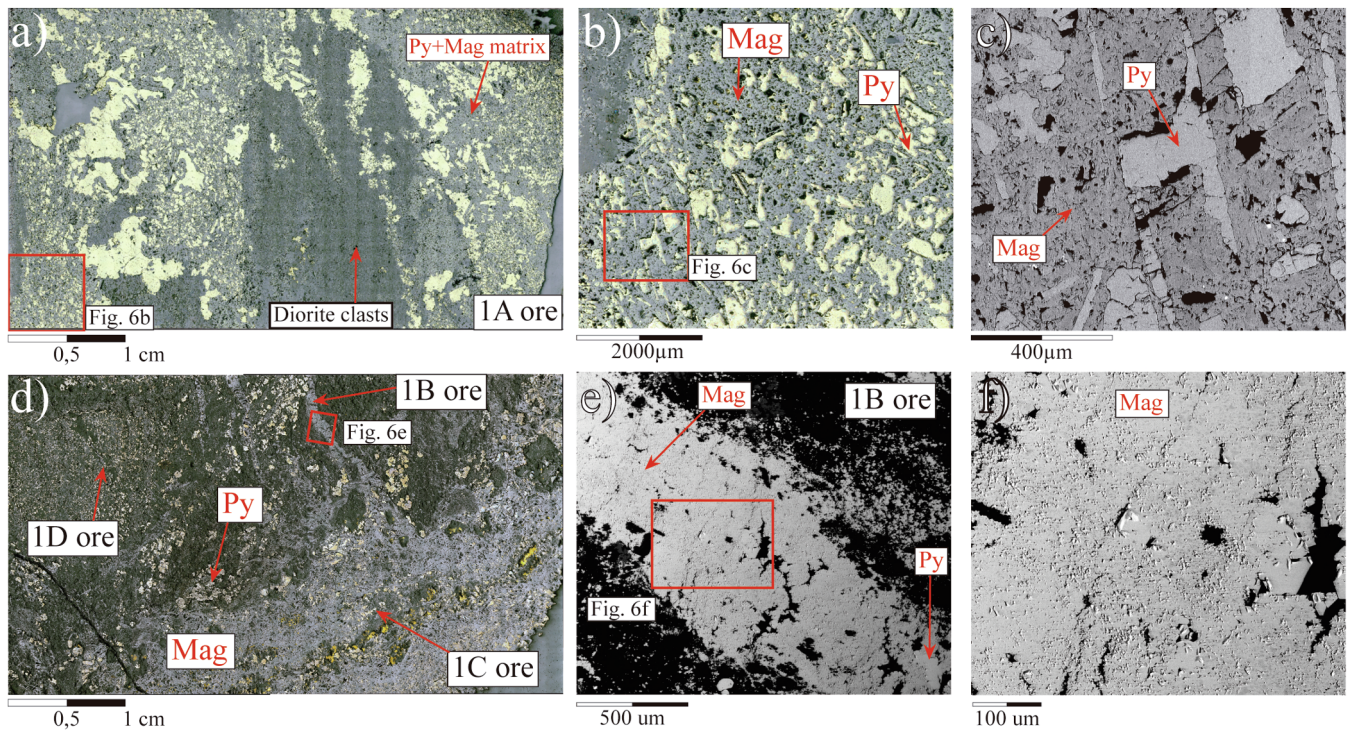 a)
Py+Mag matrix
Fig. 6b
Diorite clasts
1A ore
0,5 1 cm
b)
Mag
Py
Fig. 6c
2000µm
c)
Py
Mag
400µm
d)
1B ore
Fig. 6e
1D ore
Py
Mag
1C ore
0,5 1 cm
e)
Mag
1B ore
Fig. 6f
Py
500 um
f)
Mag
100 um